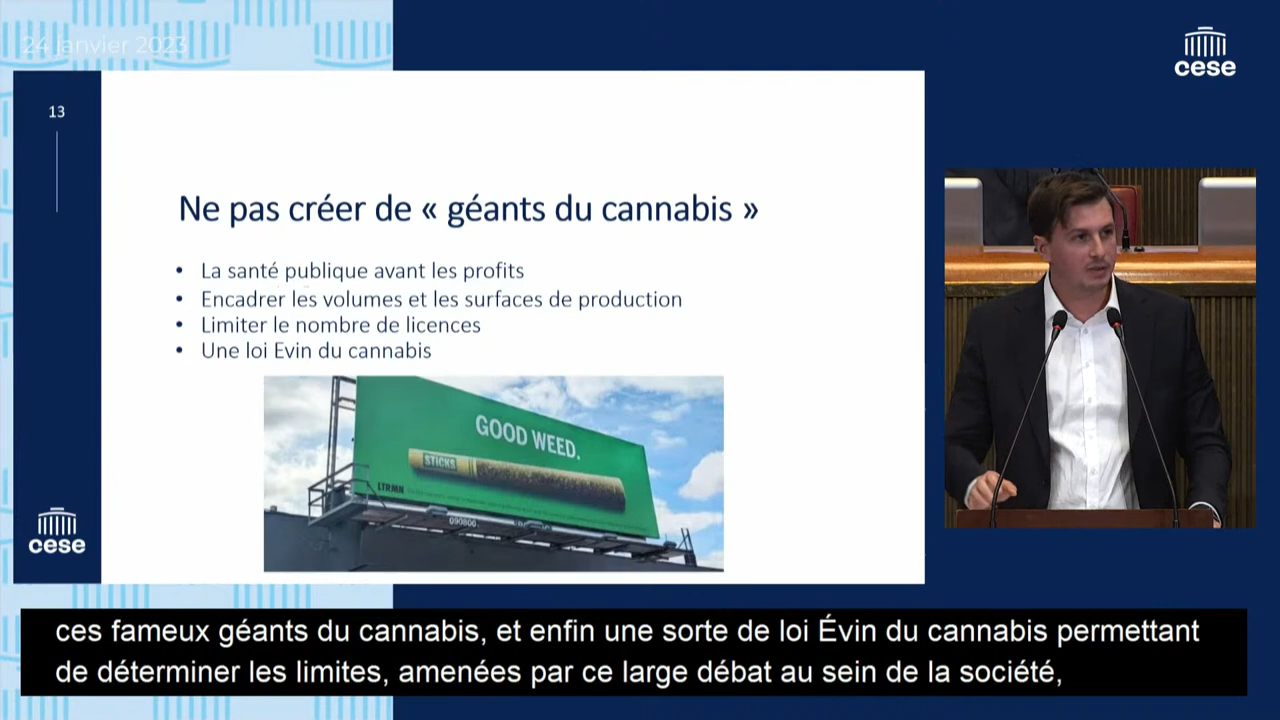 24 janvier 2023
cese
13
Ne pas créer de « géants du cannabis »
• La santé publique avant les profits
• Encadrer les volumes et les surfaces de production
• Limiter le nombre de licences
• Une loi Evin du cannabis
GOOD WEED.
STICKS
LTRMN
090800
cese
ces fameux géants du cannabis, et enfin une sorte de loi Évin du cannabis permettant
de déterminer les limites, amenées par ce large débat au sein de la société,